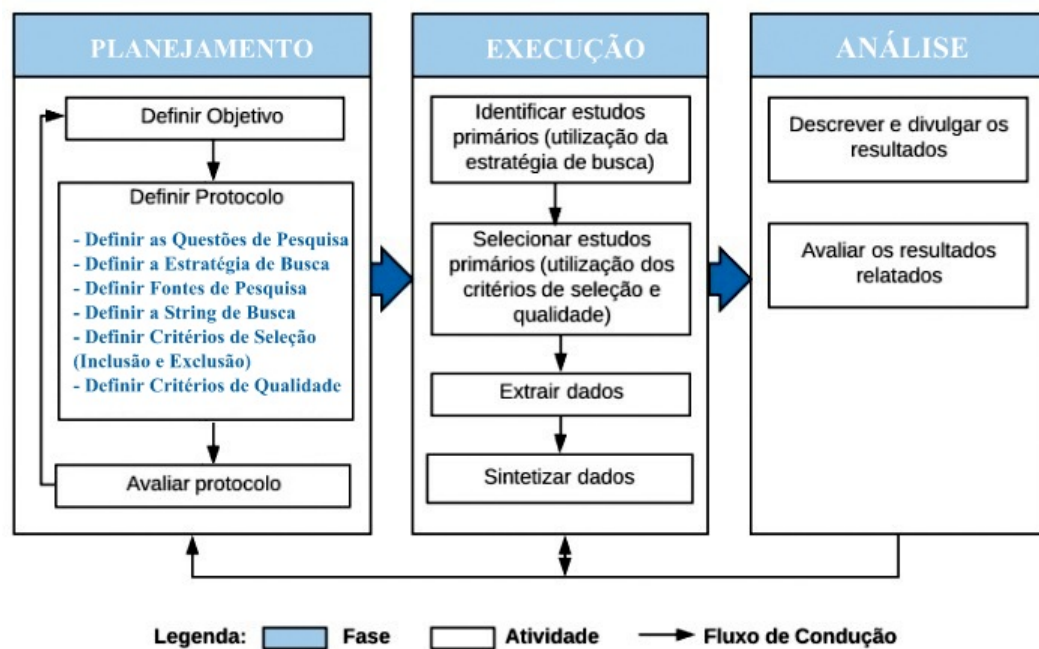 PLANEJAMENTO
Definir Objetivo
Definir Protocolo
- Definir as Questões de Pesquisa
- Definir a Estratégia de Busca
- Definir Fontes de Pesquisa
- Definir a String de Busca
- Definir Critérios de Seleção
(Inclusão e Exclusão)
- Definir Critérios de Qualidade
Avaliar protocolo
EXECUÇÃO
Identificar estudos
primários (utilização da
estratégia de busca)
Selecionar estudos
primários (utilização dos
critérios de seleção e
qualidade)
Extrair dados
Sintetizar dados
ANÁLISE
Descrever e divulgar os
resultados
Avaliar os resultados
relatados
Legenda: Fase Atividade Fluxo de Condução